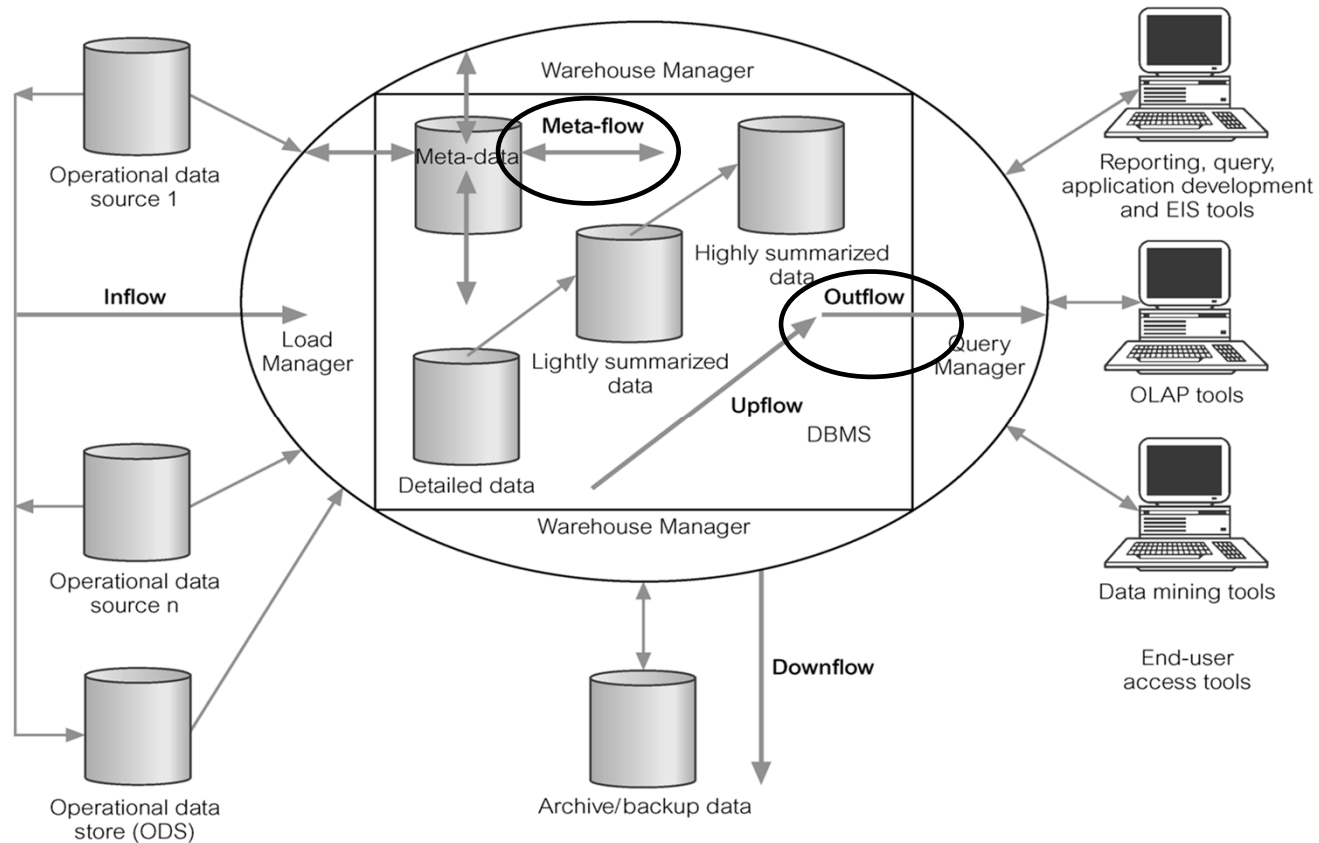 Operational data
source 1
Inflow
Operational data
source n
Operational data
store (ODS)
Load
Manager
Warehouse Manager
Meta-data
Meta-flow
Highly summarized
data
Lightly summarized
data
Detailed data
Upflow
DBMS
Outflow
Query
Manager
Warehouse Manager
Archive/backup data
Downflow
Reporting, query,
application development
and EIS tools
OLAP tools
Data mining tools
End-user
access tools